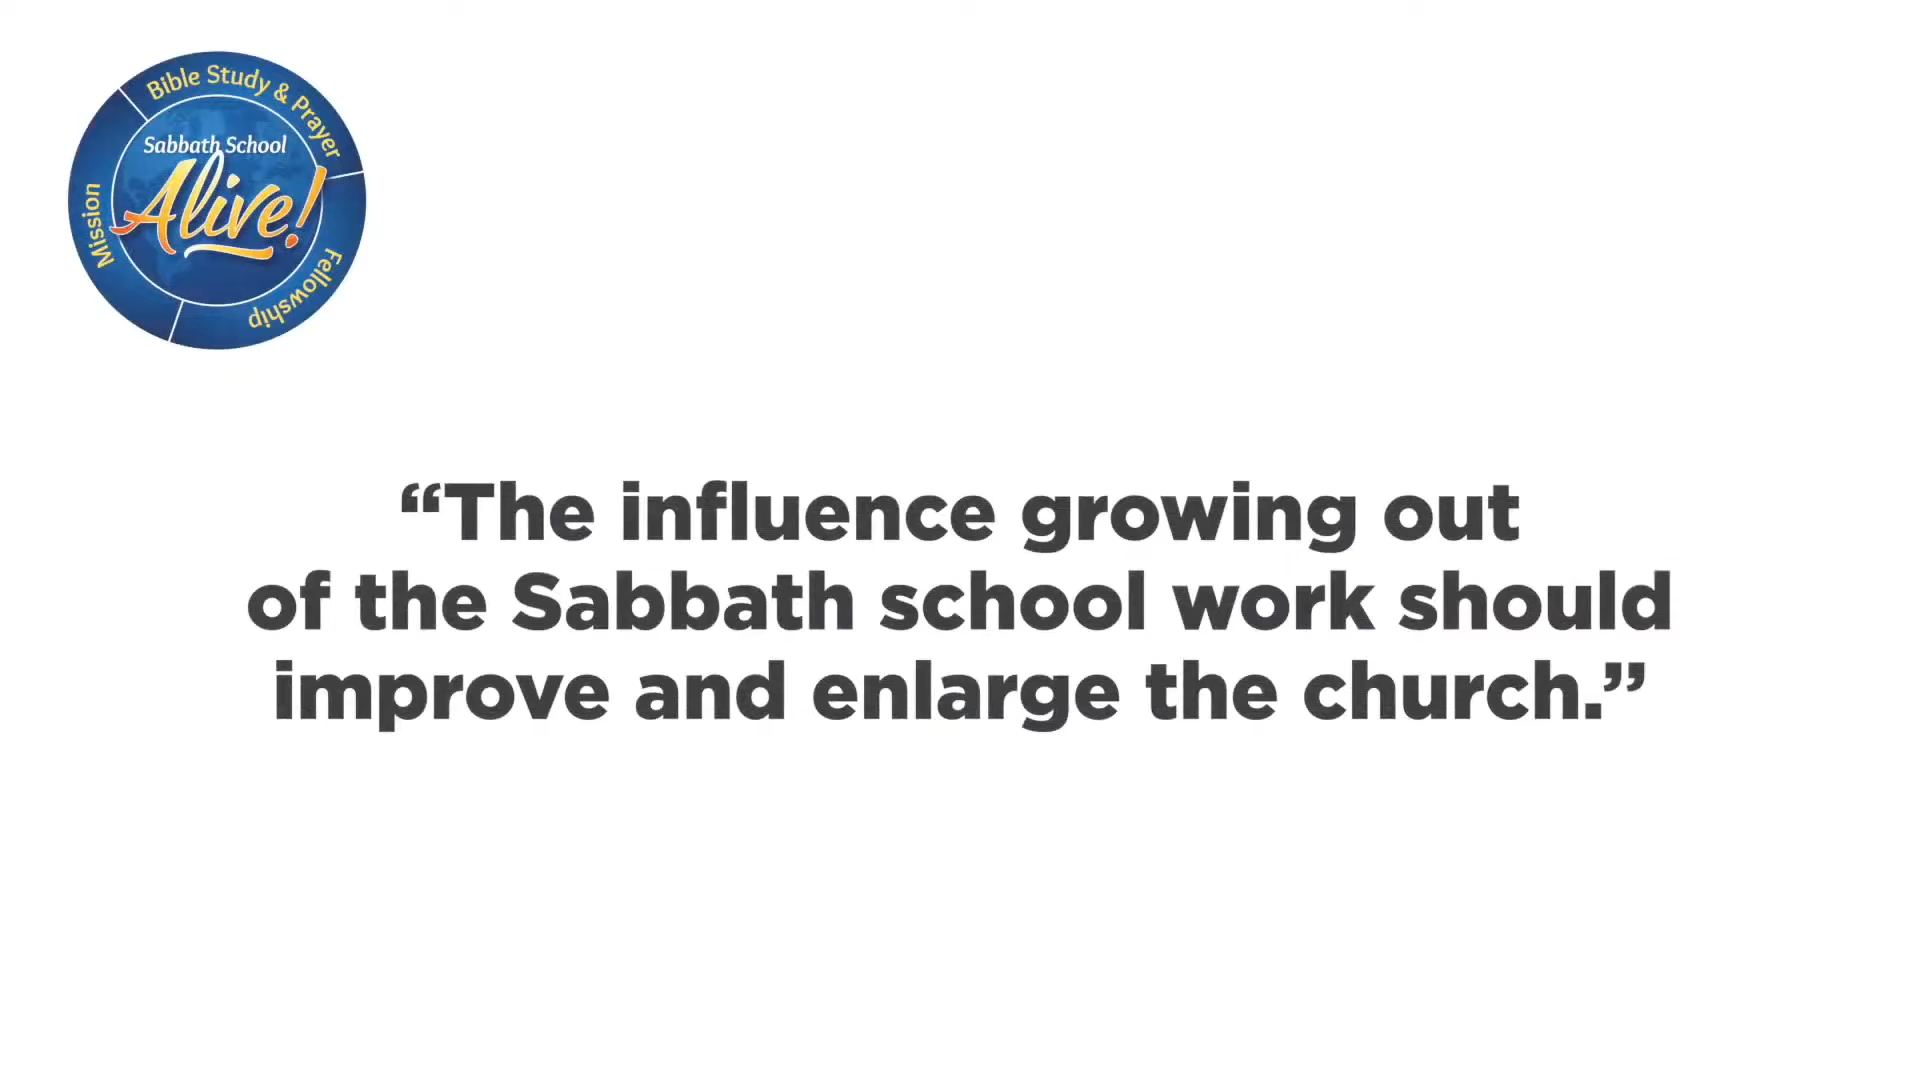 Bible Study & Prayer
Sabbath School
Alive!
Mission
Fellowship
“The influence growing out
of the Sabbath school work should
improve and enlarge the church.”